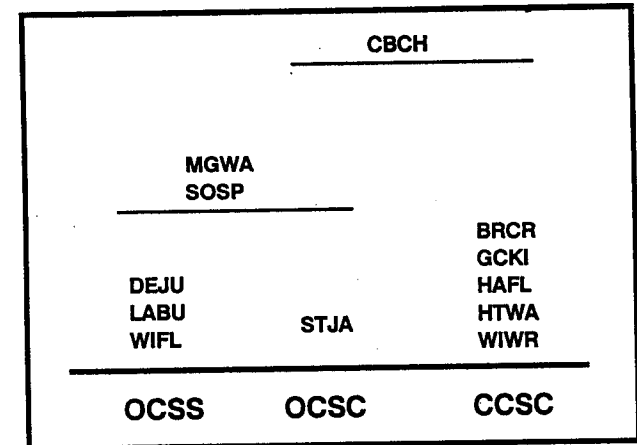 CBCH
MGWA
SOSP
DEJU
LABU
WIFL
STJA
BRCR
GCKI
HAFL
HTWA
WIWR
OCSS OCSC CCSC